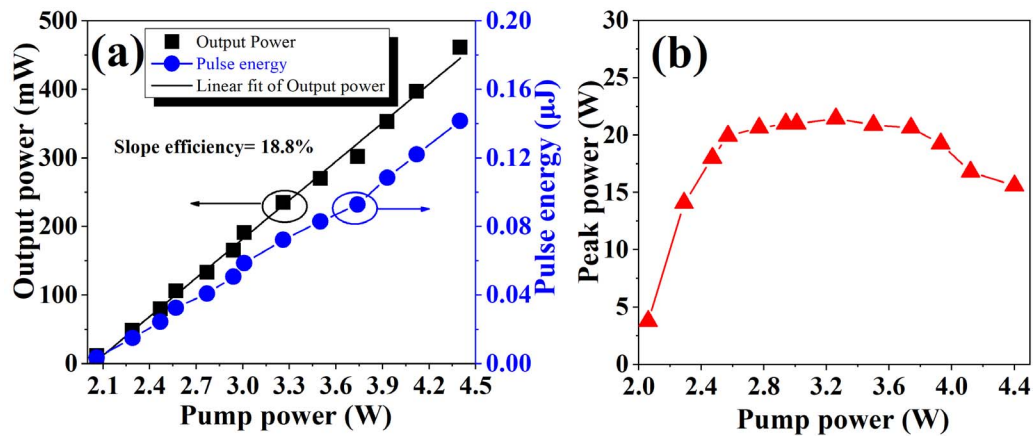 (a)
Output Power
Pulse energy
Linear fit of Output power
Slope efficiency= 18.8%
Output power (mW)
500
400
300
200
100
0
2.1 2.4 2.7 3.0 3.3 3.6 3.9 4.2 4.5
Pump power (W)
0.20
0.16
0.12
0.08
0.04
0.00
Pulse energy (μJ)
(b)
Peak power (W)
30
25
20
15
10
5
0
2.0 2.4 2.8 3.2 3.6 4.0 4.4
Pump power (W)